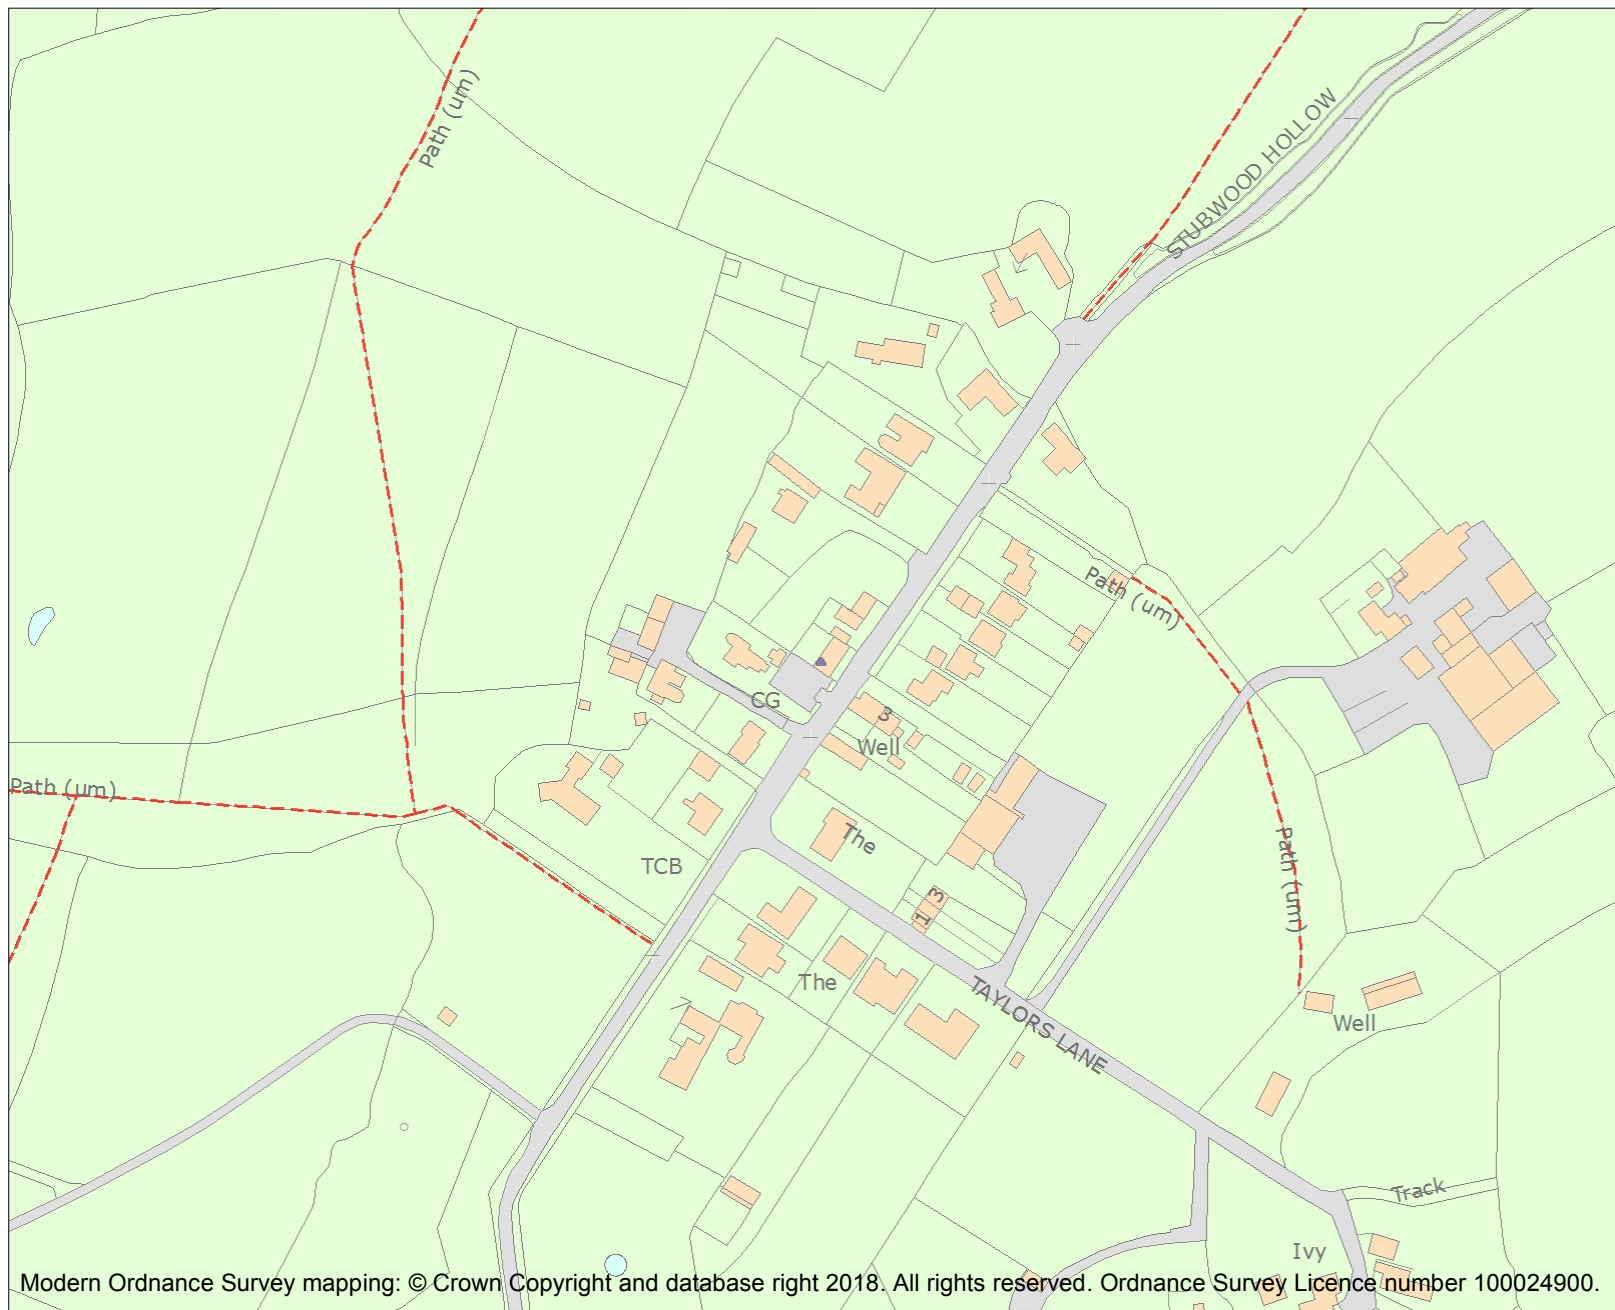 Path (um)
STUBWOOD HOLLOW
Path (um)
CG
3
Well
Path (um)
The
TCB
3
1
Path (um)
The
TAYLORS LANE
Well
Track
Ivy
Modern Ordnance Survey mapping: © Crown Copyright and database right 2018. All rights reserved. Ordnance Survey Licence number 100024900.